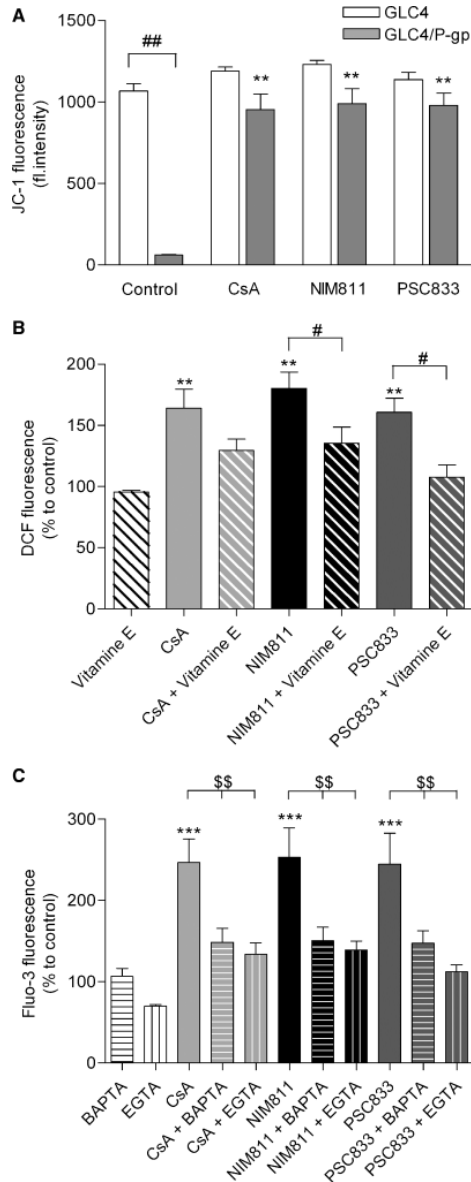 A
GLC4
GLC4/P-gp
JC-1 fluorescence
(fl.intensity)
1500
1000
500
0
##
**
**
**
Control
CsA
NIM811
PSC833
B
DCF fluorescence
(% to control)
200
150
100
50
0
**
**
#
**
#
Vitamine E
CsA
CsA + Vitamine E
NIM811
NIM811 + Vitamine E
PSC833
PSC833 + Vitamine E
C
Fluo-3 fluorescence
(% to control)
300
200
100
0
$$
$$
$$
***
***
***
BAPTA
EGTA
CsA
CsA + BAPTA
CsA + EGTA
NIM811
NIM811 + BAPTA
NIM811 + EGTA
PSC833
PSC833 + BAPTA
PSC833 + EGTA